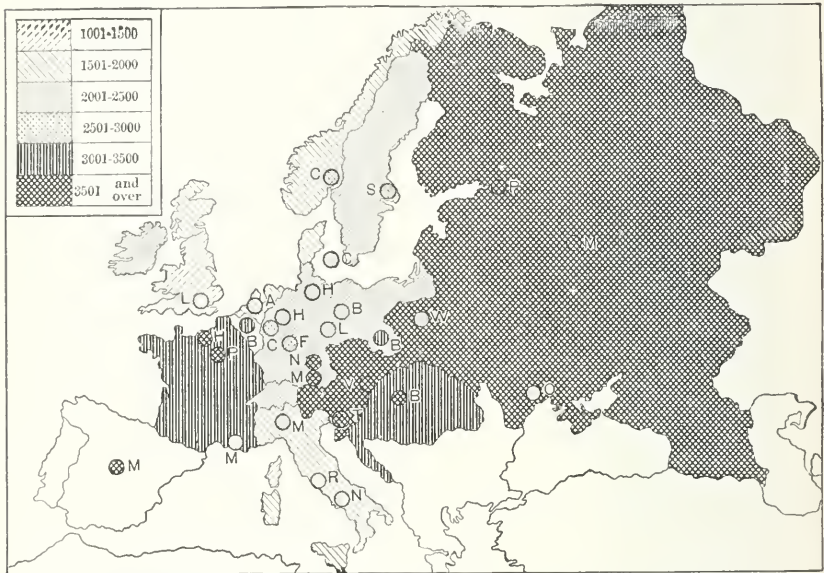 1001-1500
1501-2000
2001-2500
2501-3000
3001-3500
3501 and over
C
S
P
M
C
L
A
H
H
B
B
C
L
W
H
P
F
B
N
M
V
B
O
M
T
M
M
R
N